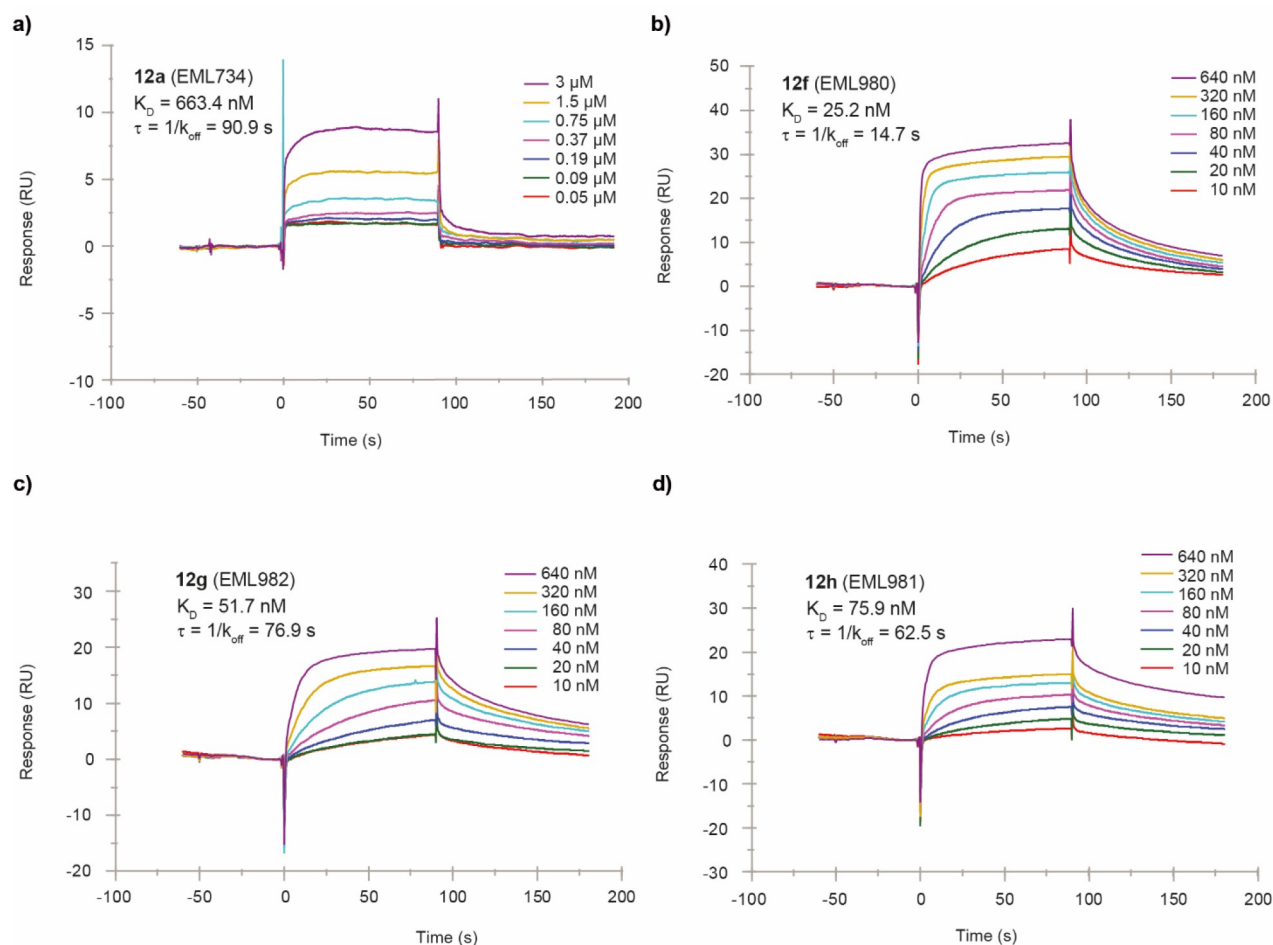 a)
12a (EML734)
K_D = 663.4 nM
τ = 1/k_off = 90.9 s
3 µM
1.5 µM
0.75 µM
0.37 µM
0.19 µM
0.09 µM
0.05 µM
Response (RU)
15
10
5
0
-5
-10
-100
-50
0
50
100
150
200
Time (s)
b)
12f (EML980)
K_D = 25.2 nM
τ = 1/k_off = 14.7 s
640 nM
320 nM
160 nM
80 nM
40 nM
20 nM
10 nM
Response (RU)
50
40
30
20
10
0
-10
-20
-100
-50
0
50
100
150
200
Time (s)
c)
12g (EML982)
K_D = 51.7 nM
τ = 1/k_off = 76.9 s
640 nM
320 nM
160 nM
80 nM
40 nM
20 nM
10 nM
Response (RU)
30
20
10
0
-10
-20
-100
-50
0
50
100
150
200
Time (s)
d)
12h (EML981)
K_D = 75.9 nM
τ = 1/k_off = 62.5 s
640 nM
320 nM
160 nM
80 nM
40 nM
20 nM
10 nM
Response (RU)
40
30
20
10
0
-10
-20
-30
-100
-50
0
50
100
150
200
Time (s)